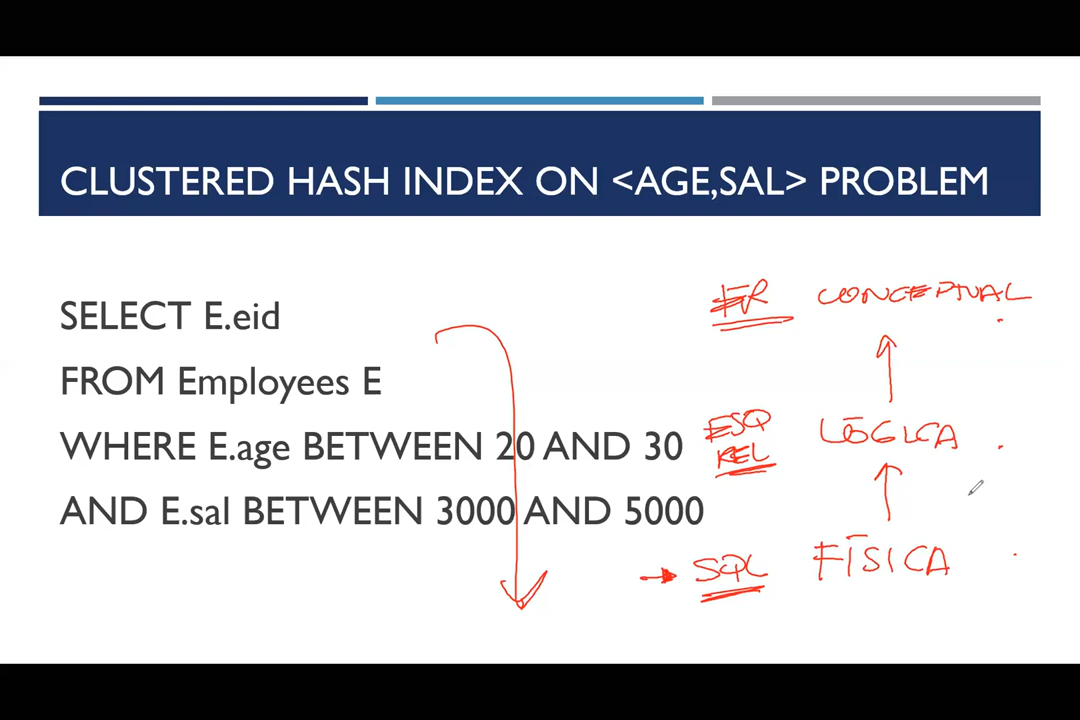 CLUSTERED HASH INDEX ON <AGE,SAL> PROBLEM
SELECT E.eid
FROM Employees E
WHERE E.age BETWEEN 20 AND 30
AND E.sal BETWEEN 3000 AND 5000
ER CONCEPTUAL
ESQ LÓGICA
REL
SQL FÍSICA